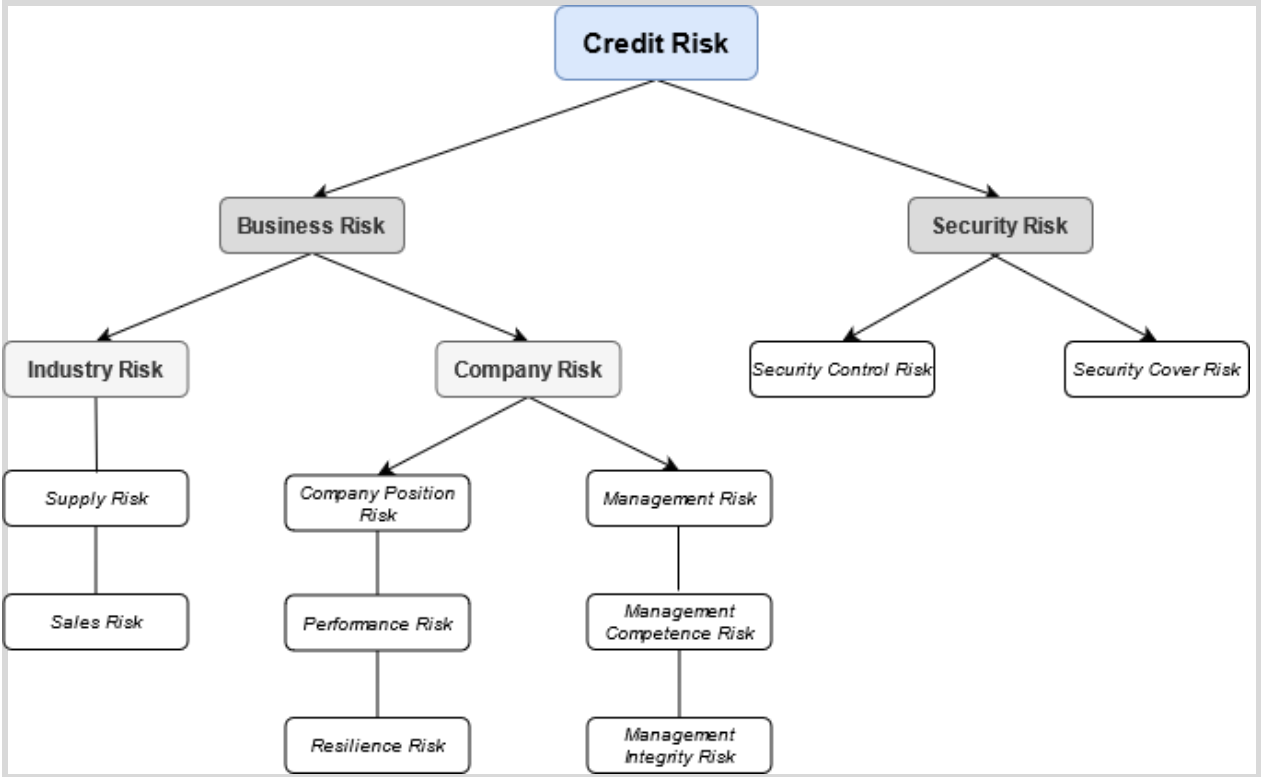 Credit Risk
Business Risk
Security Risk
Industry Risk
Company Risk
Security Control Risk
Security Cover Risk
Supply Risk
Company Position
Risk
Management Risk
Sales Risk
Performance Risk
Management
Competence Risk
Resilience Risk
Management
Integrity Risk